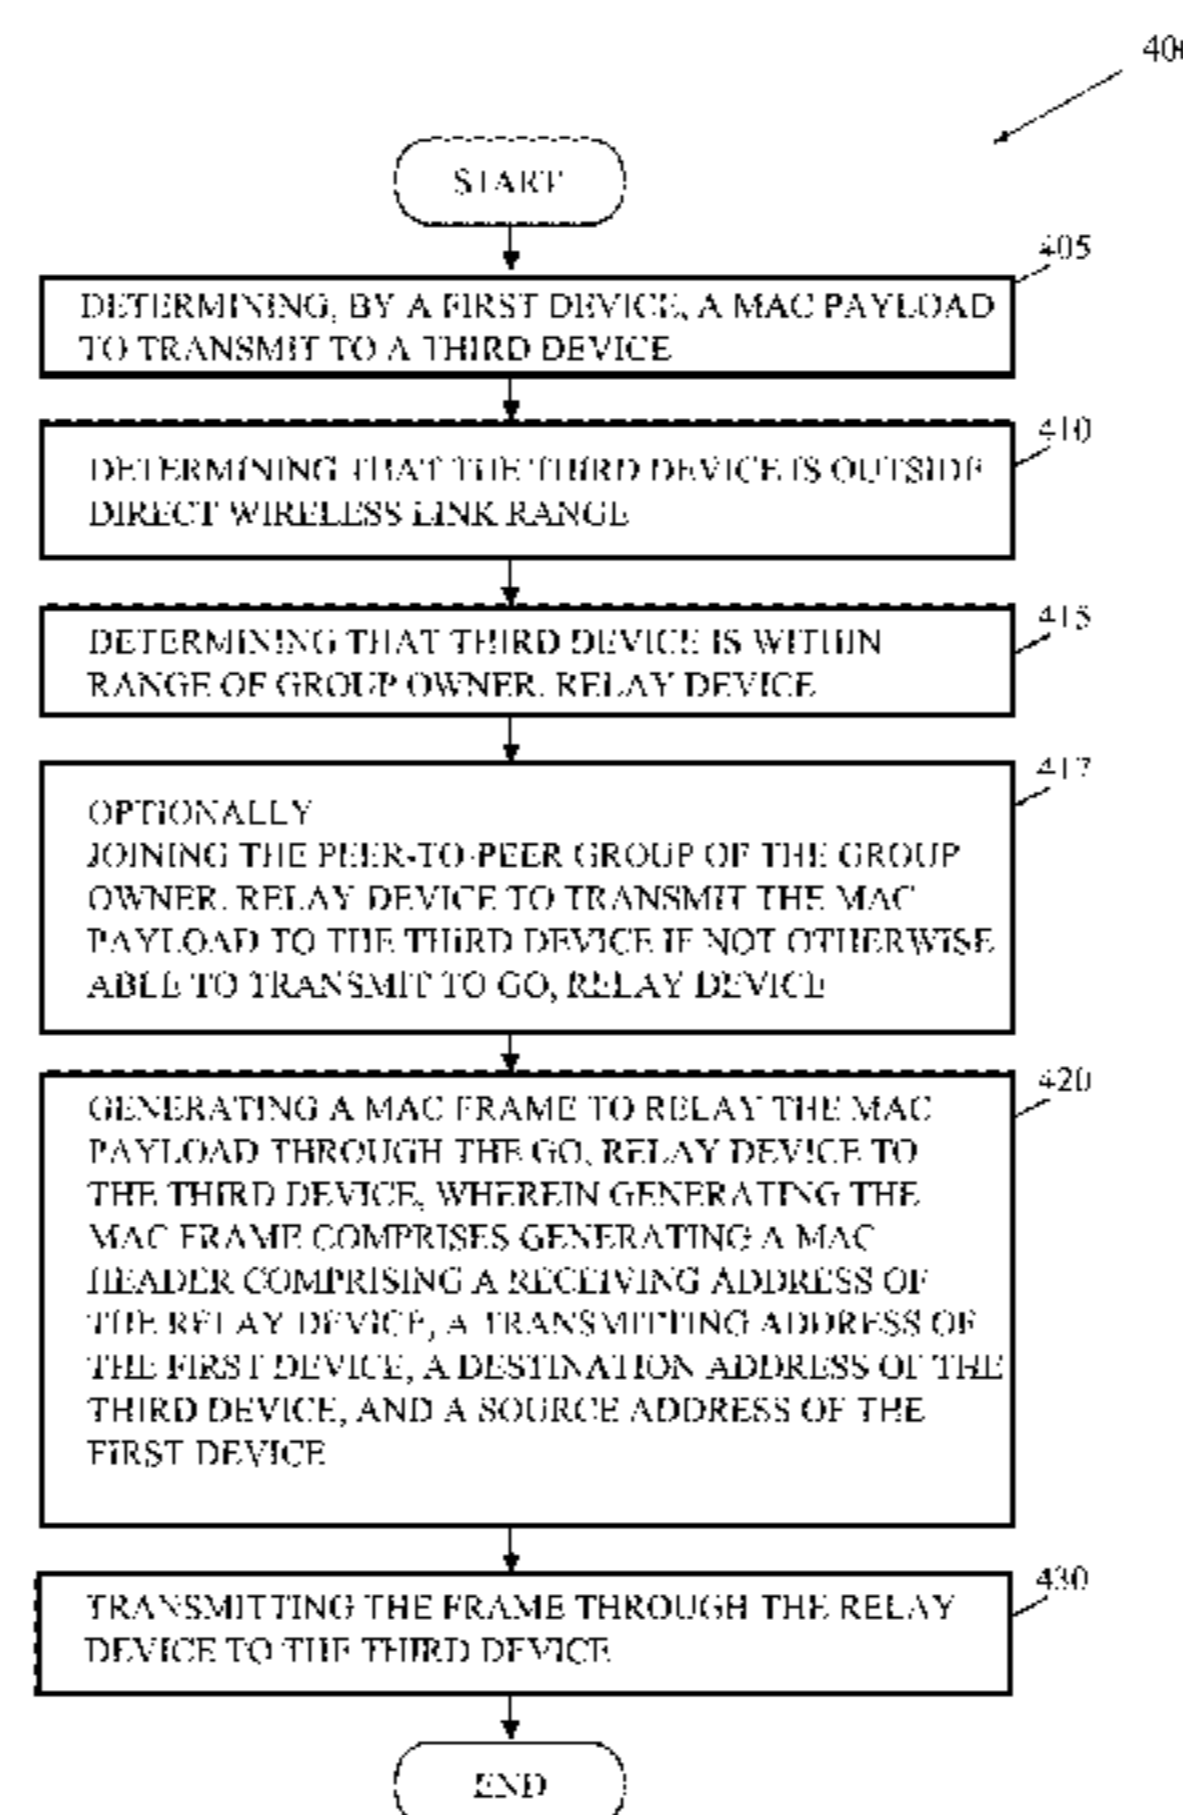 START
405
DETERMINING, BY A FIRST DEVICE, A MAC PAYLOAD
TO TRANSMIT TO A THIRD DEVICE
410
DETERMINING THAT THE THIRD DEVICE IS OUTSIDE
DIRECT WIRELESS LINK RANGE
415
DETERMINING THAT THIRD DEVICE IS WITHIN
RANGE OF GROUP OWNER, RELAY DEVICE
417
OPTIONALLY
JOINING THE PEER-TO-PEER GROUP OF THE GROUP
OWNER, RELAY DEVICE TO TRANSMIT THE MAC
PAYLOAD TO THE THIRD DEVICE IF NOT OTHERWISE
ABLE TO TRANSMIT TO GO, RELAY DEVICE
420
GENERATING A MAC FRAME TO RELAY THE MAC
PAYLOAD THROUGH THE GO, RELAY DEVICE TO
THE THIRD DEVICE, WHEREIN GENERATING THE
MAC FRAME COMPRISES GENERATING A MAC
HEADER COMPRISING A RECEIVING ADDRESS OF
THE RELAY DEVICE, A TRANSMITTING ADDRESS OF
THE FIRST DEVICE, A DESTINATION ADDRESS OF THE
THIRD DEVICE, AND A SOURCE ADDRESS OF THE
FIRST DEVICE
430
TRANSMITTING THE FRAME THROUGH THE RELAY
DEVICE TO THE THIRD DEVICE
END